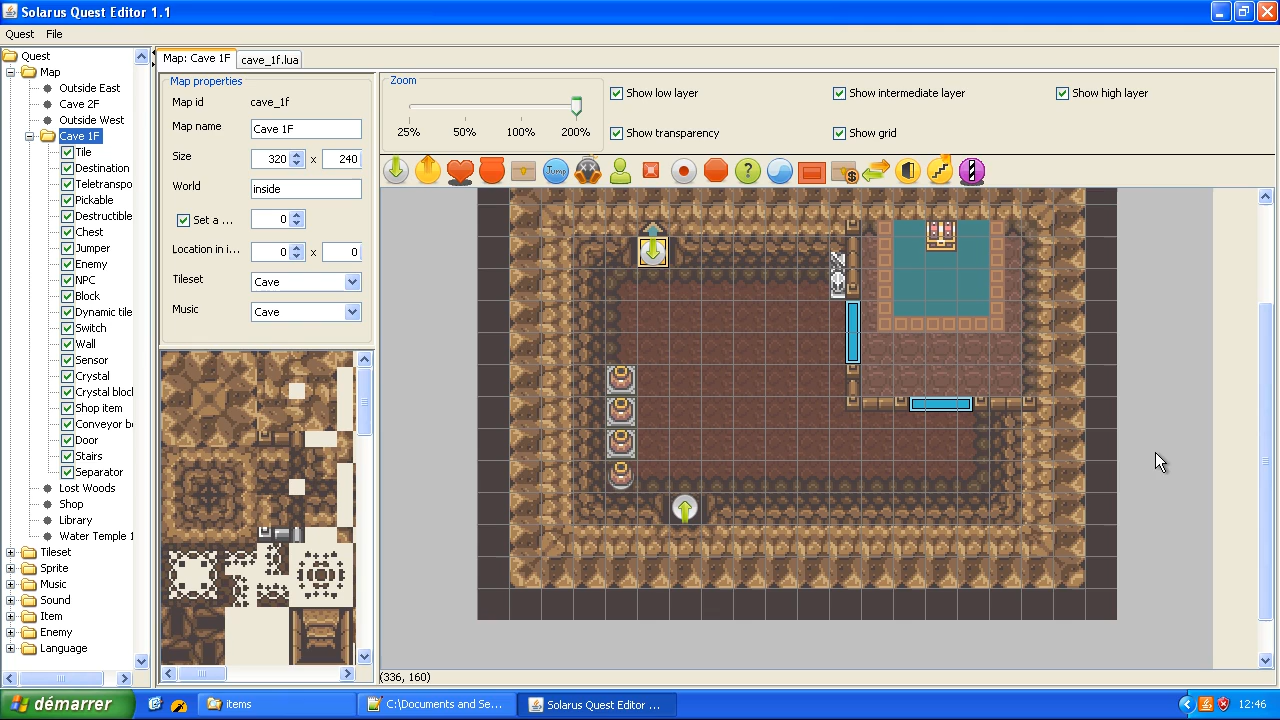 Solarus Quest Editor 1.1
Quest File
Quest
Map
Outside East
Cave 2F
Outside West
Cave 1F
Tile
Destination
Teletranspo
Pickable
Destructible
Chest
Jumper
Enemy
NPC
Block
Dynamic tile
Switch
Wall
Sensor
Crystal
Crystal block
Shop item
Conveyor b
Door
Stairs
Separator
Lost Woods
Shop
Library
Water Temple 1
Tileset
Sprite
Music
Sound
Item
Enemy
Language
Map: Cave 1F cave_1f.lua
Map properties
Map id cave_1f
Map name Cave 1F
Size 320 x 240
World inside
Set a ... 0
Location in i... 0 x 0
Tileset Cave
Music Cave
Zoom
25% 50% 100% 200%
Show low layer Show intermediate layer Show high layer
Show transparency Show grid
Jump ? $
(336, 160)
démarrer items C:\Documents and Se... Solarus Quest Editor ... 12:46